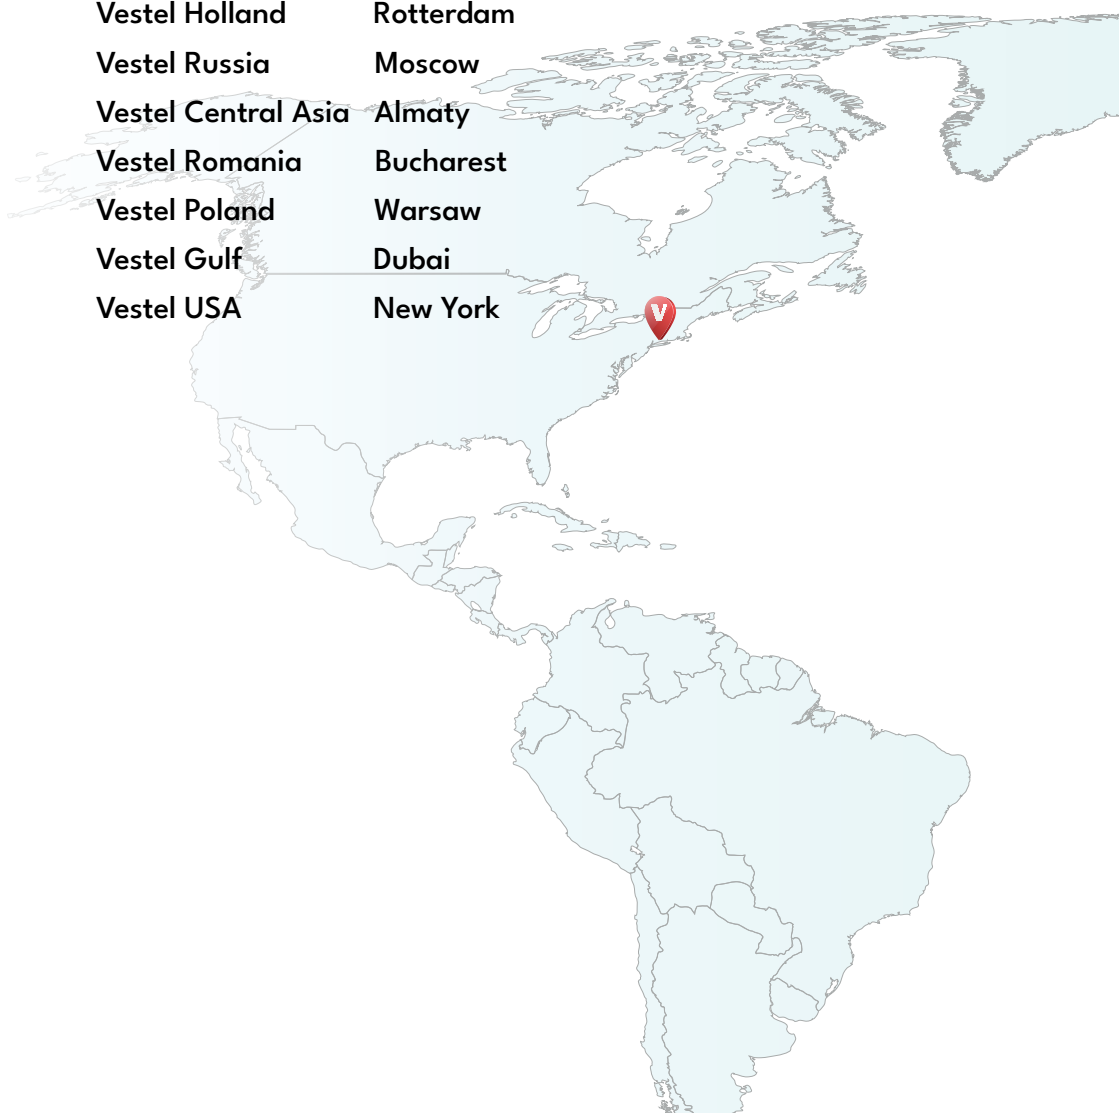 Vestel Holland Rotterdam
Vestel Russia Moscow
Vestel Central Asia Almaty
Vestel Romania Bucharest
Vestel Poland Warsaw
Vestel Gulf Dubai
Vestel USA New York
V